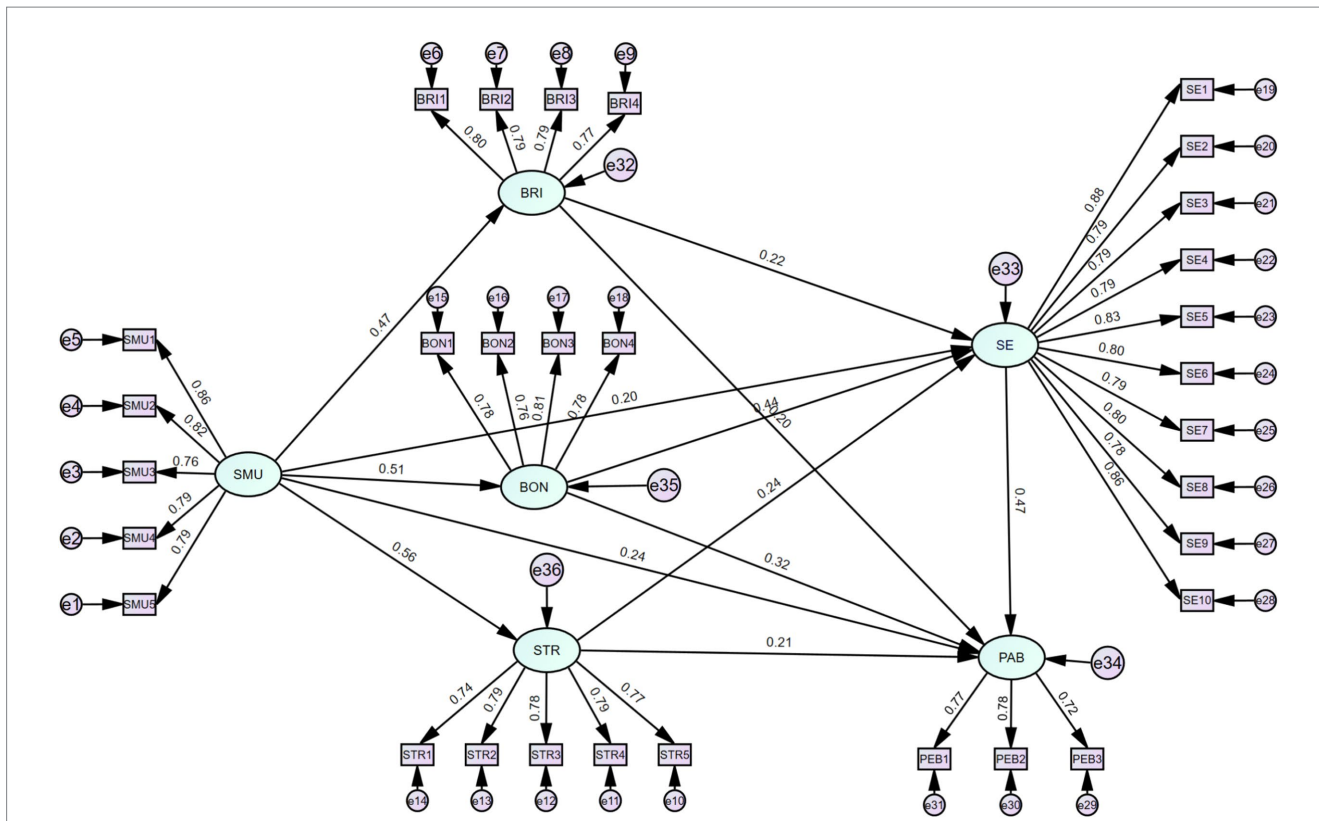 e6 e7 e8 e9
BRI1 BRI2 BRI3 BRI4
0.80 0.79 0.79 0.77
e32
BRI
SE1 e19
SE2 e20
SE3 e21
SE4 e22
SE5 e23
SE6 e24
SE7 e25
SE8 e26
SE9 e27
SE10 e28
0.88
0.79
0.79
0.79
0.83
0.80
0.79
0.80
0.78
0.86
e33
SE
0.22
0.47
e15 e16 e17 e18
BON1 BON2 BON3 BON4
0.78 0.76 0.81 0.78
0.20
0.44
0.20
e5 SMU1
e4 SMU2
e3 SMU3
e2 SMU4
e1 SMU5
0.86
0.82
0.76
0.79
0.79
SMU
0.51
BON
e35
0.24
0.47
0.56
0.24
0.32
e36
STR
0.21
PAB
e34
0.74 0.79 0.78 0.79 0.77
STR1 STR2 STR3 STR4 STR5
e14 e13 e12 e11 e10
0.77 0.78 0.72
PEB1 PEB2 PEB3
e31 e30 e29